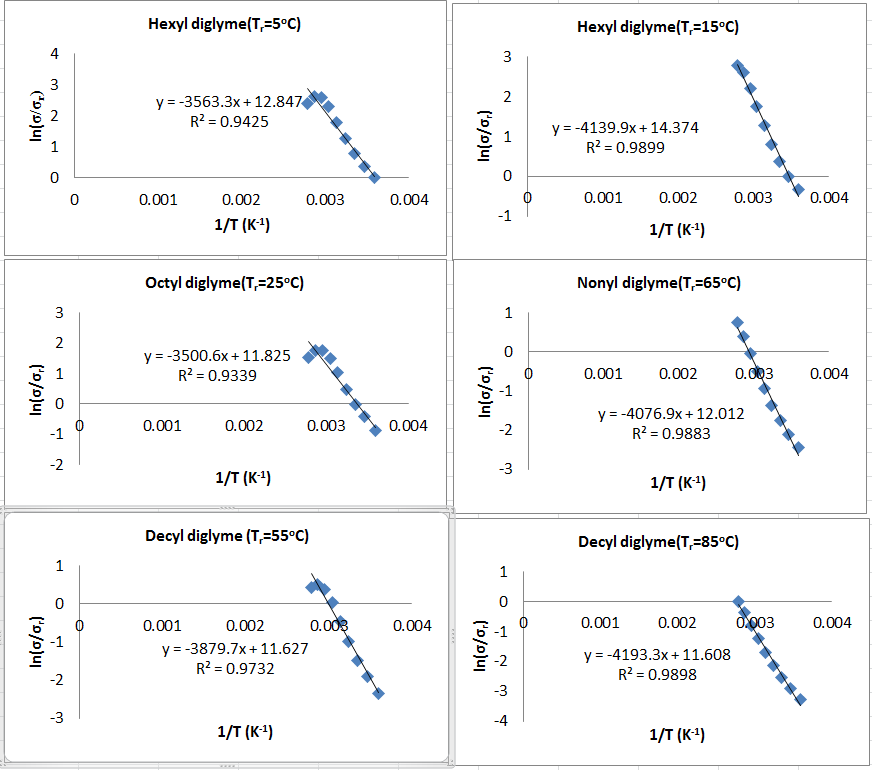 Hexyl diglyme(Tr=5oC)
4
3
2
1
0
ln(σ/σr)
y = -3563.3x + 12.847
R² = 0.9425
0 0.001 0.002 0.003 0.004
1/T (K-1)
Hexyl diglyme(Tr=15oC)
3
2
1
0
-1
ln(σ/σr)
y = -4139.9x + 14.374
R² = 0.9899
0 0.001 0.002 0.003 0.004
1/T (K-1)
Octyl diglyme(Tr=25oC)
3
2
1
0
-1
-2
ln(σ/σr)
y = -3500.6x + 11.825
R² = 0.9339
0 0.001 0.002 0.003 0.004
1/T (K-1)
Nonyl diglyme(Tr=65oC)
1
0
-1
-2
-3
ln(σ/σr)
0 0.001 0.002 0.003 0.004
y = -4076.9x + 12.012
R² = 0.9883
1/T (K-1)
Decyl diglyme (Tr=55oC)
1
0
-1
-2
-3
ln(σ/σr)
0 0.001 0.002 0.003 0.004
y = -3879.7x + 11.627
R² = 0.9732
1/T (K-1)
Decyl diglyme(Tr=85oC)
1
0
-1
-2
-3
-4
ln(σ/σr)
0 0.001 0.002 0.003 0.004
y = -4193.3x + 11.608
R² = 0.9898
1/T (K-1)